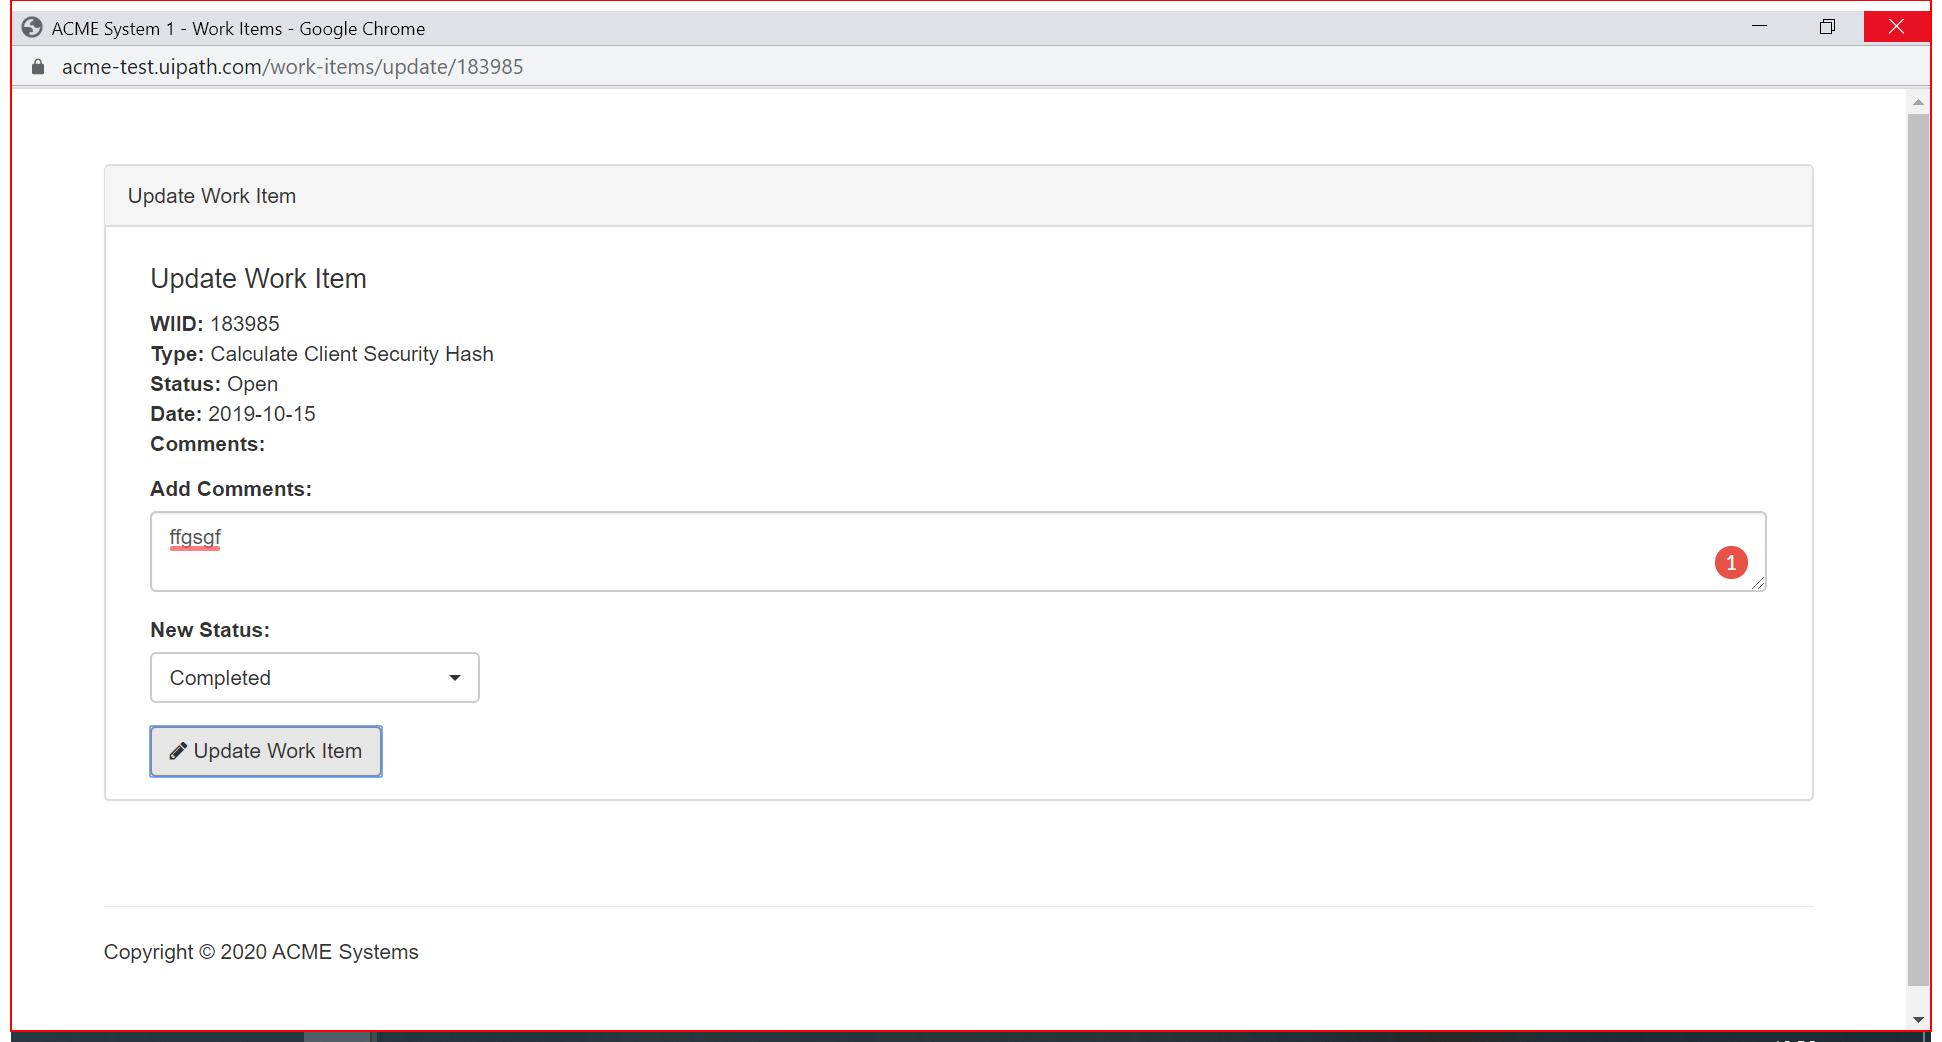 ACME System 1 - Work Items - Google Chrome
acme-test.uipath.com/work-items/update/183985
Update Work Item
Update Work Item
WIID: 183985
Type: Calculate Client Security Hash
Status: Open
Date: 2019-10-15
Comments:
Add Comments:
ffgsgf
1
New Status:
Completed
Update Work Item
Copyright © 2020 ACME Systems